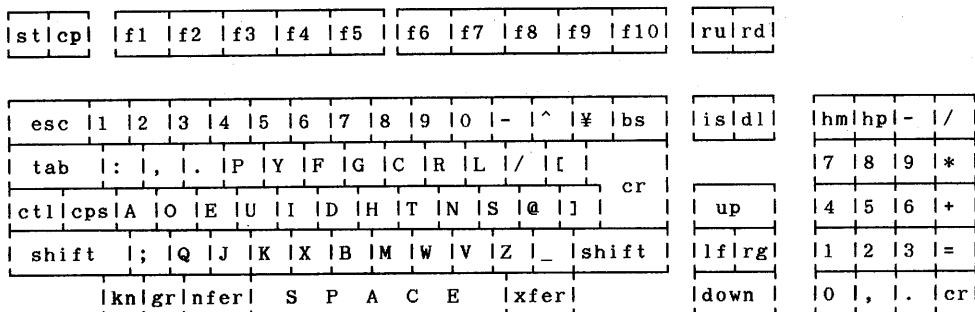 st cp f1 f2 f3 f4 f5 f6 f7 f8 f9 f10 ru rd
esc 1 2 3 4 5 6 7 8 9 0 - ^ ¥ bs is dl hm hp - /
tab : , . P Y F G C R L / [ 7 8 9 *
cr
ctl cps A O E U I D H T N S @ ] up 4 5 6 +
shift ; Q J K X B M W V Z _ shift lf rg 1 2 3 =
kn gr nfer S P A C E xfer down 0 , . cr